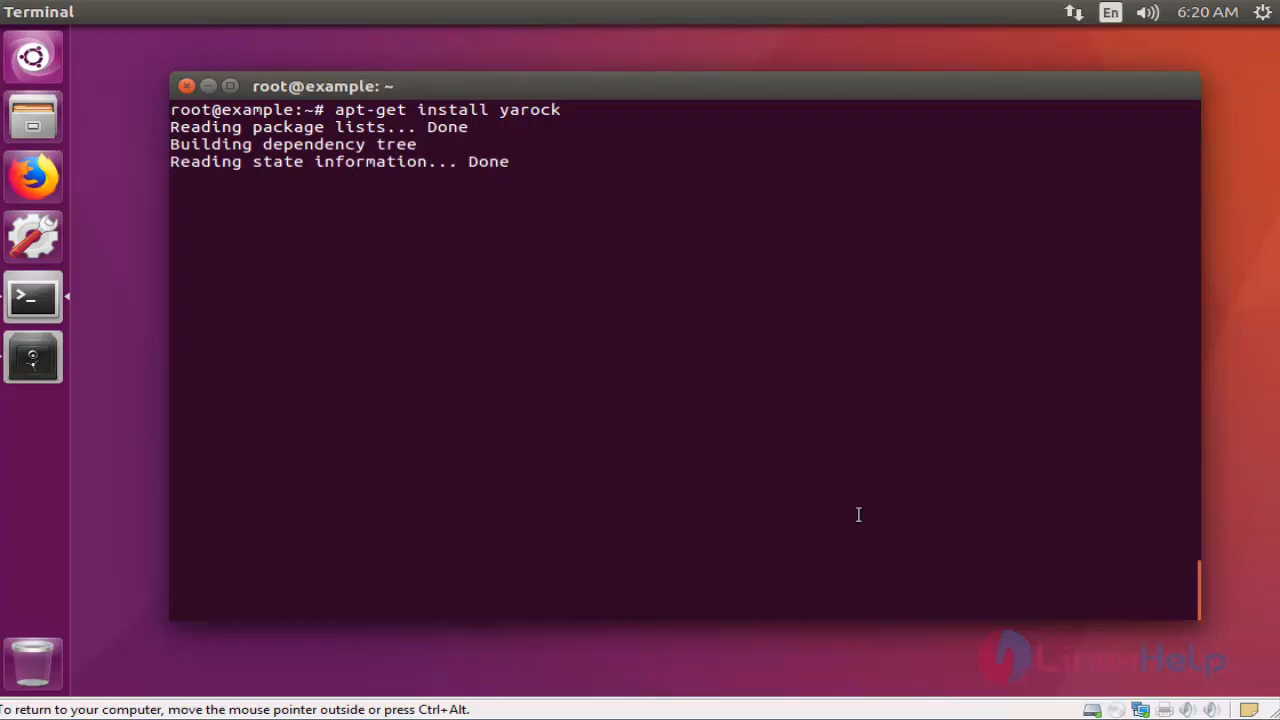 Terminal
En
6:20 AM
root@example: ~
root@example:~# apt-get install yarock
Reading package lists... Done
Building dependency tree
Reading state information... Done
LinuxHelp
To return to your computer, move the mouse pointer outside or press Ctrl+Alt.